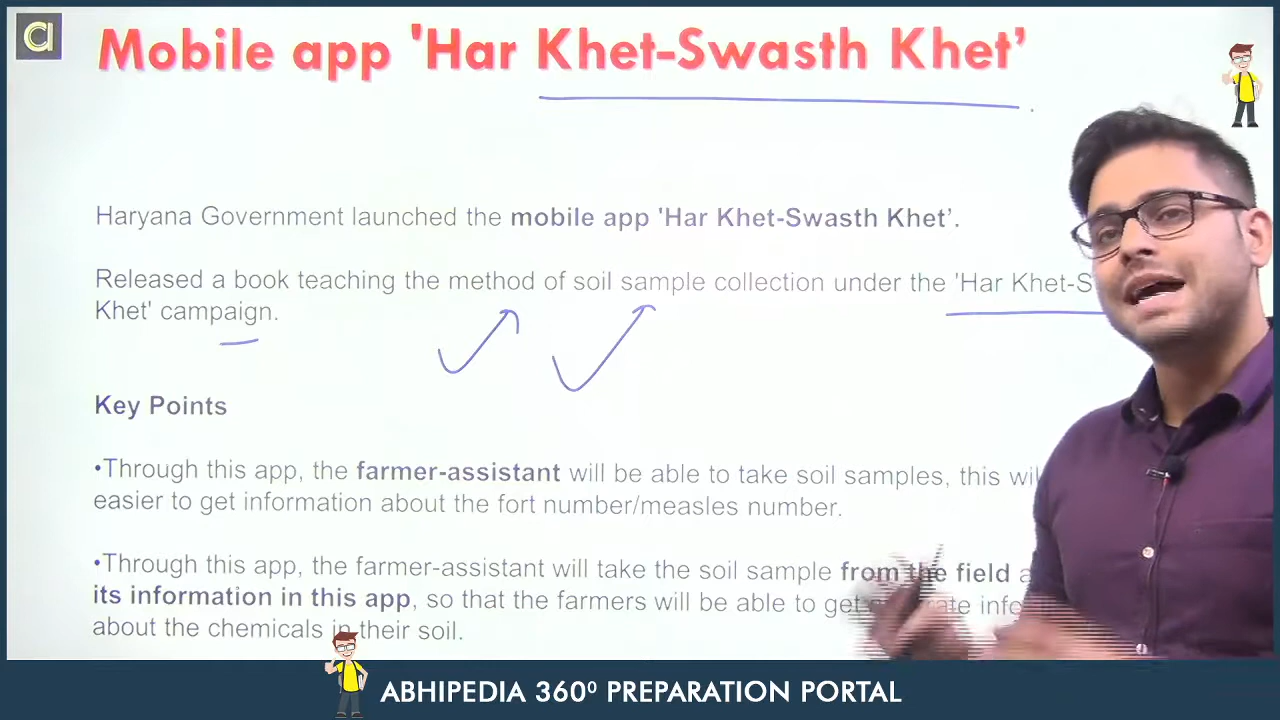 Mobile app 'Har Khet-Swasth Khet’
Haryana Government launched the mobile app 'Har Khet-Swasth Khet’.
Released a book teaching the method of soil sample collection under the 'Har Khet-S
Khet' campaign.
Key Points
•Through this app, the farmer-assistant will be able to take soil samples, this
easier to get information about the fort number/measles number.
•Through this app, the farmer-assistant will take the soil sample from the field
its information in this app, so that the farmers will be able to get
about the chemicals in their soil.
ABHIPEDIA 360⁰ PREPARATION PORTAL